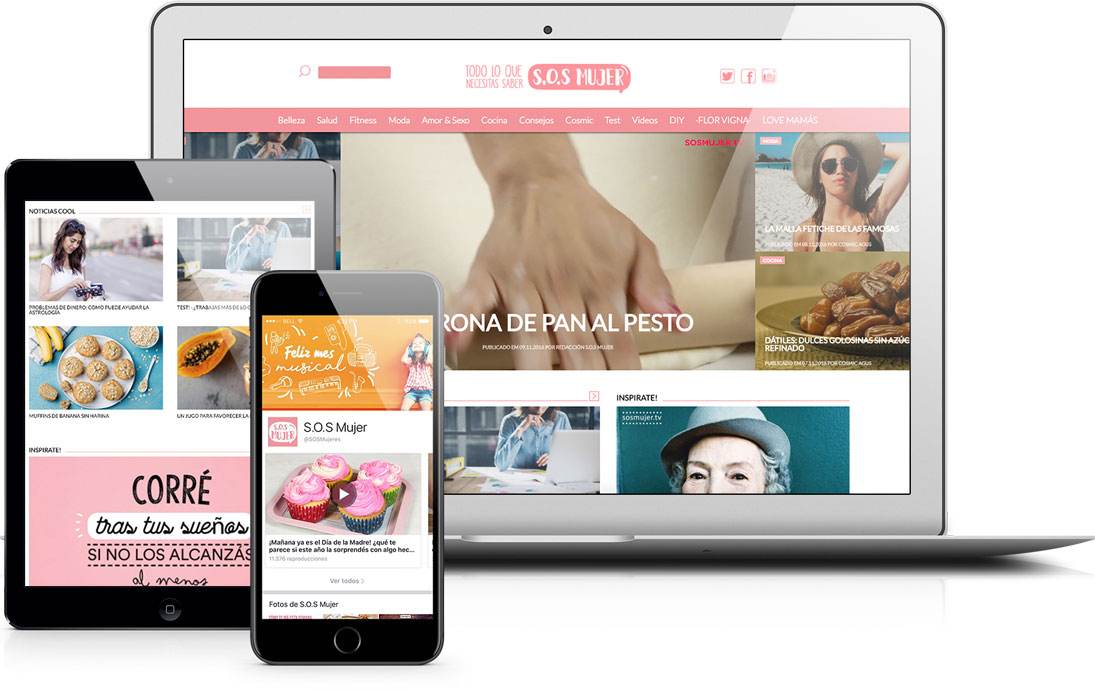 TODO LO QUE
NECESITAS SABER
S.O.S MUJER
Belleza Salud Fitness Moda Amor & Sexo Cocina Consejos Cosmic Test Videos DIY -FLOR VIGNA- LOVE MAMÁS
SOSMUJER.TV
MODA
LA MALLA FETICHE DE LAS FAMOSAS
PUBLICADO EN 08.11.2016 POR COSMIC AGUS
COCINA
DÁTILES: DULCES GOLOSINAS SIN AZÚC
REFINADO
PUBLICADO EN 07.11.2016 POR COSMIC AGUS
RONA DE PAN AL PESTO
PUBLICADO EN 09.11.2016 POR REDACCIÓN S.O.S MUJER
INSPIRATE!
sosmujer.tv
NOTICIAS COOL
PROBLEMAS DE DINERO: CÓMO PUEDE AYUDAR LA
ASTROLOGÍA
TEST! - ¿TRABAJAS MÁS DE LO
MUFFINS DE BANANA SIN HARINA
UN JUGO PARA FAVORECER LA
INSPIRATE!
CORRÉ
tras tus sueños
SI NO LOS ALCANZÁS
al menos
BELL
Feliz mes
musical
S.O.S
MUJER
S.O.S Mujer
@SOSMujeres
¡Mañana ya es el Día de la Madre! ¿qué te
parece si este año la sorprendés con algo hec...
11.376 reproducciones
Ver todos
Fotos de S.O.S Mujer